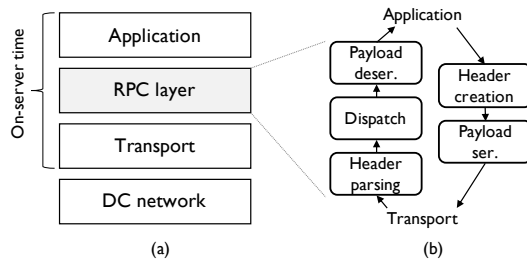 On-server time
Application
RPC layer
Transport
DC network
(a)
Application
Payload
deser.
Dispatch
Header
parsing
Header
creation
Payload
ser.
Transport
(b)